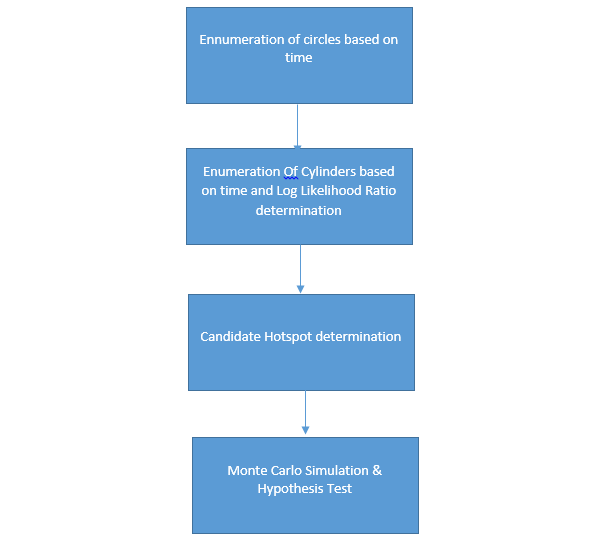 Ennumeration of circles based on
time
Enumeration Of Cylinders based
on time and Log Likelihood Ratio
determination
Candidate Hotspot determination
Monte Carlo Simulation &
Hypothesis Test